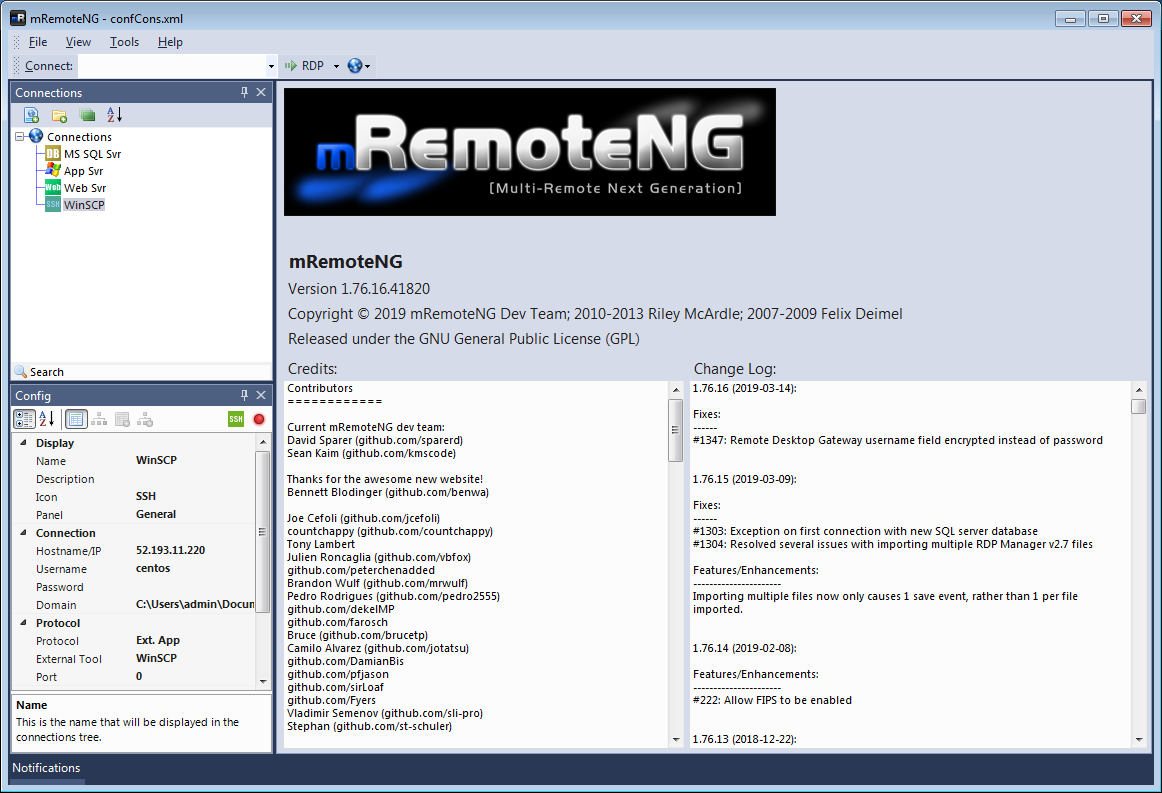 mRemoteNG - confCons.xml
File View Tools Help
Connect: RDP
Connections
Connections
DB MS SQL Svr
App Svr
Web Web Svr
SSH WinSCP
Search
Config
SSH
Display
Name WinSCP
Description
Icon SSH
Panel General
Connection
Hostname/IP 52.193.11.220
Username centos
Password
Domain C:\Users\admin\Docun
Protocol
Protocol Ext. App
External Tool WinSCP
Port 0
Name
This is the name that will be displayed in the
connections tree.
Notifications
mRemoteNG
[Multi-Remote Next Generation]
mRemoteNG
Version 1.76.16.41820
Copyright © 2019 mRemoteNG Dev Team; 2010-2013 Riley McArdle; 2007-2009 Felix Deimel
Released under the GNU General Public License (GPL)
Credits:
Contributors
============
Current mRemoteNG dev team:
David Sparer (github.com/sparerd)
Sean Kaim (github.com/kmscode)
Thanks for the awesome new website!
Bennett Blodinger (github.com/benwa)
Joe Cefoli (github.com/jcefoli)
countchappy (github.com/countchappy)
Tony Lambert
Julien Roncaglia (github.com/vbfox)
github.com/peterchenadded
Brandon Wulf (github.com/mrwulf)
Pedro Rodrigues (github.com/pedro2555)
github.com/dekelMP
github.com/farosch
Bruce (github.com/brucetp)
Camilo Alvarez (github.com/jotatsu)
github.com/DamianBis
github.com/pfjason
github.com/sirLoaf
github.com/Fyers
Vladimir Semenov (github.com/sli-pro)
Stephan (github.com/st-schuler)
Change Log:
1.76.16 (2019-03-14):
Fixes:
------
#1347: Remote Desktop Gateway username field encrypted instead of password
1.76.15 (2019-03-09):
Fixes:
------
#1303: Exception on first connection with new SQL server database
#1304: Resolved several issues with importing multiple RDP Manager v2.7 files
Features/Enhancements:
----------------------
Importing multiple files now only causes 1 save event, rather than 1 per file
imported.
1.76.14 (2019-02-08):
Features/Enhancements:
----------------------
#222: Allow FIPS to be enabled
1.76.13 (2018-12-22):